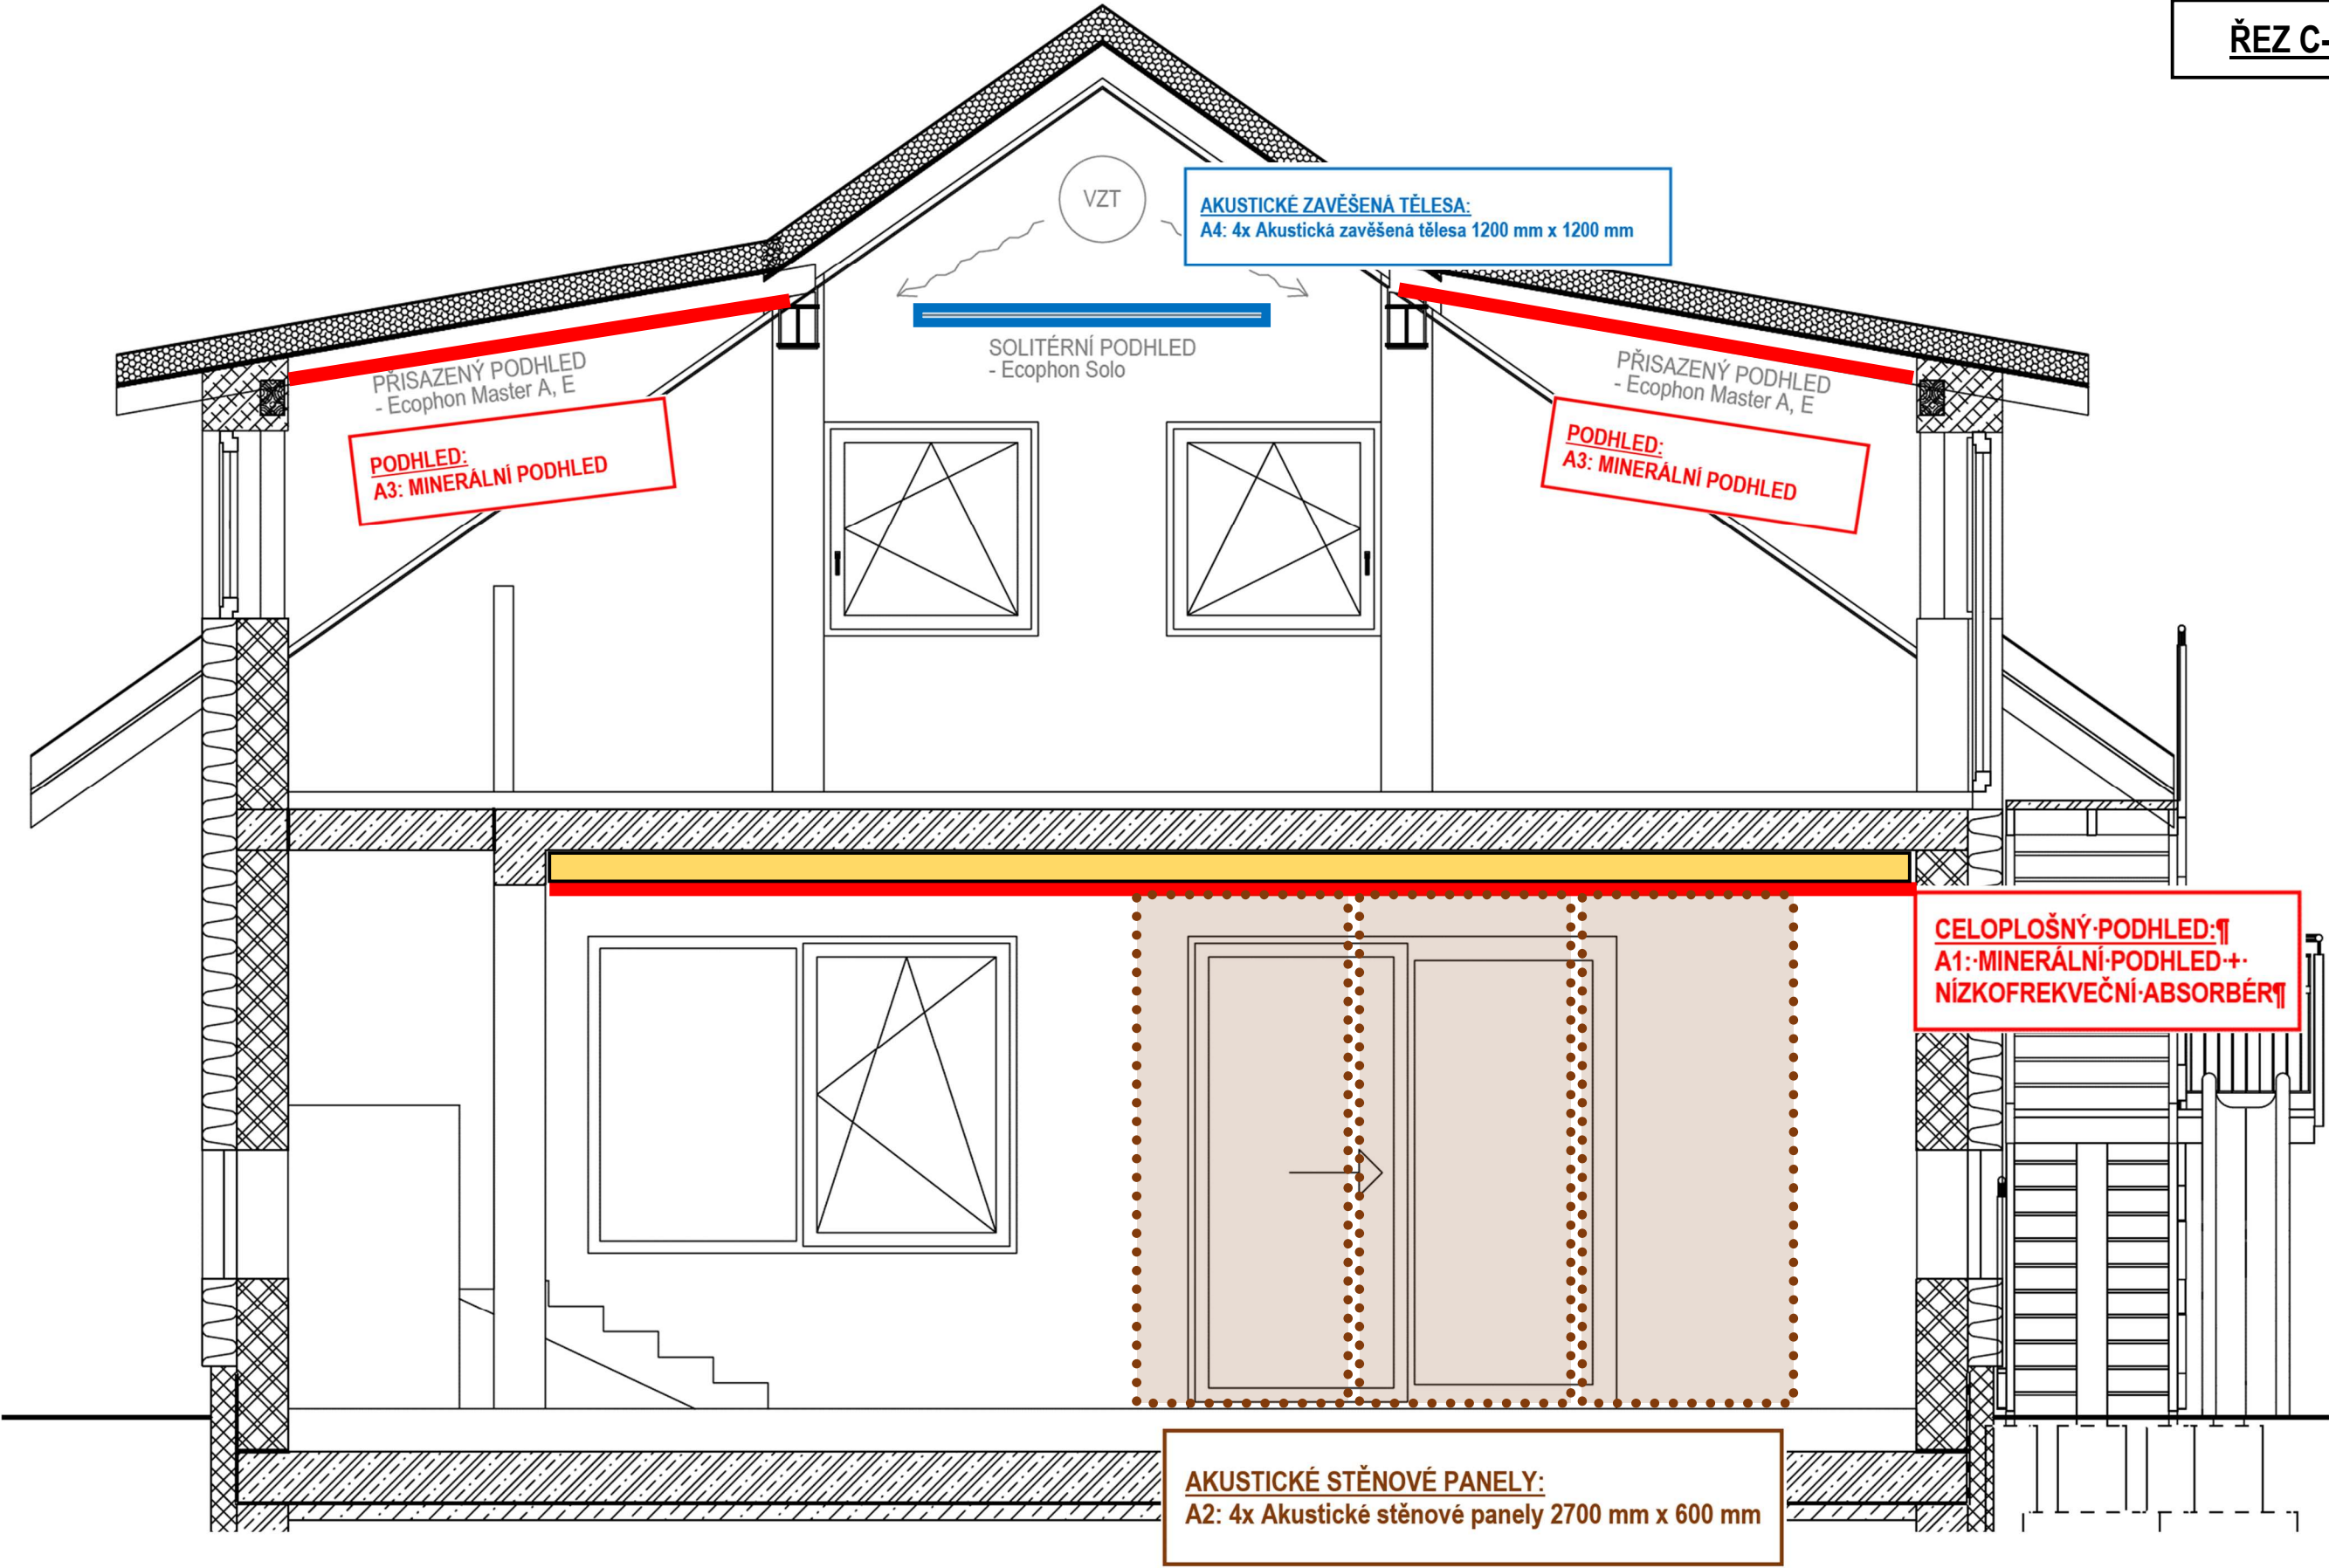 ŘEZ C-
VZT
AKUSTICKÉ ZAVĚŠENÁ TĚLESA:
A4: 4x Akustická zavěšená tělesa 1200 mm x 1200 mm
SOLITÉRNÍ PODHLED
- Ecophon Solo
PŘISAZENÝ PODHLED
- Ecophon Master A, E
PODHLED:
A3: MINERÁLNÍ PODHLED
PŘISAZENÝ PODHLED
- Ecophon Master A, E
PODHLED:
A3: MINERÁLNÍ PODHLED
CELOPLOŠNÝ·PODHLED:¶
A1:·MINERÁLNÍ·PODHLED·+·
NÍZKOFREKVEČNÍ·ABSORBÉR¶
AKUSTICKÉ STĚNOVÉ PANELY:
A2: 4x Akustické stěnové panely 2700 mm x 600 mm